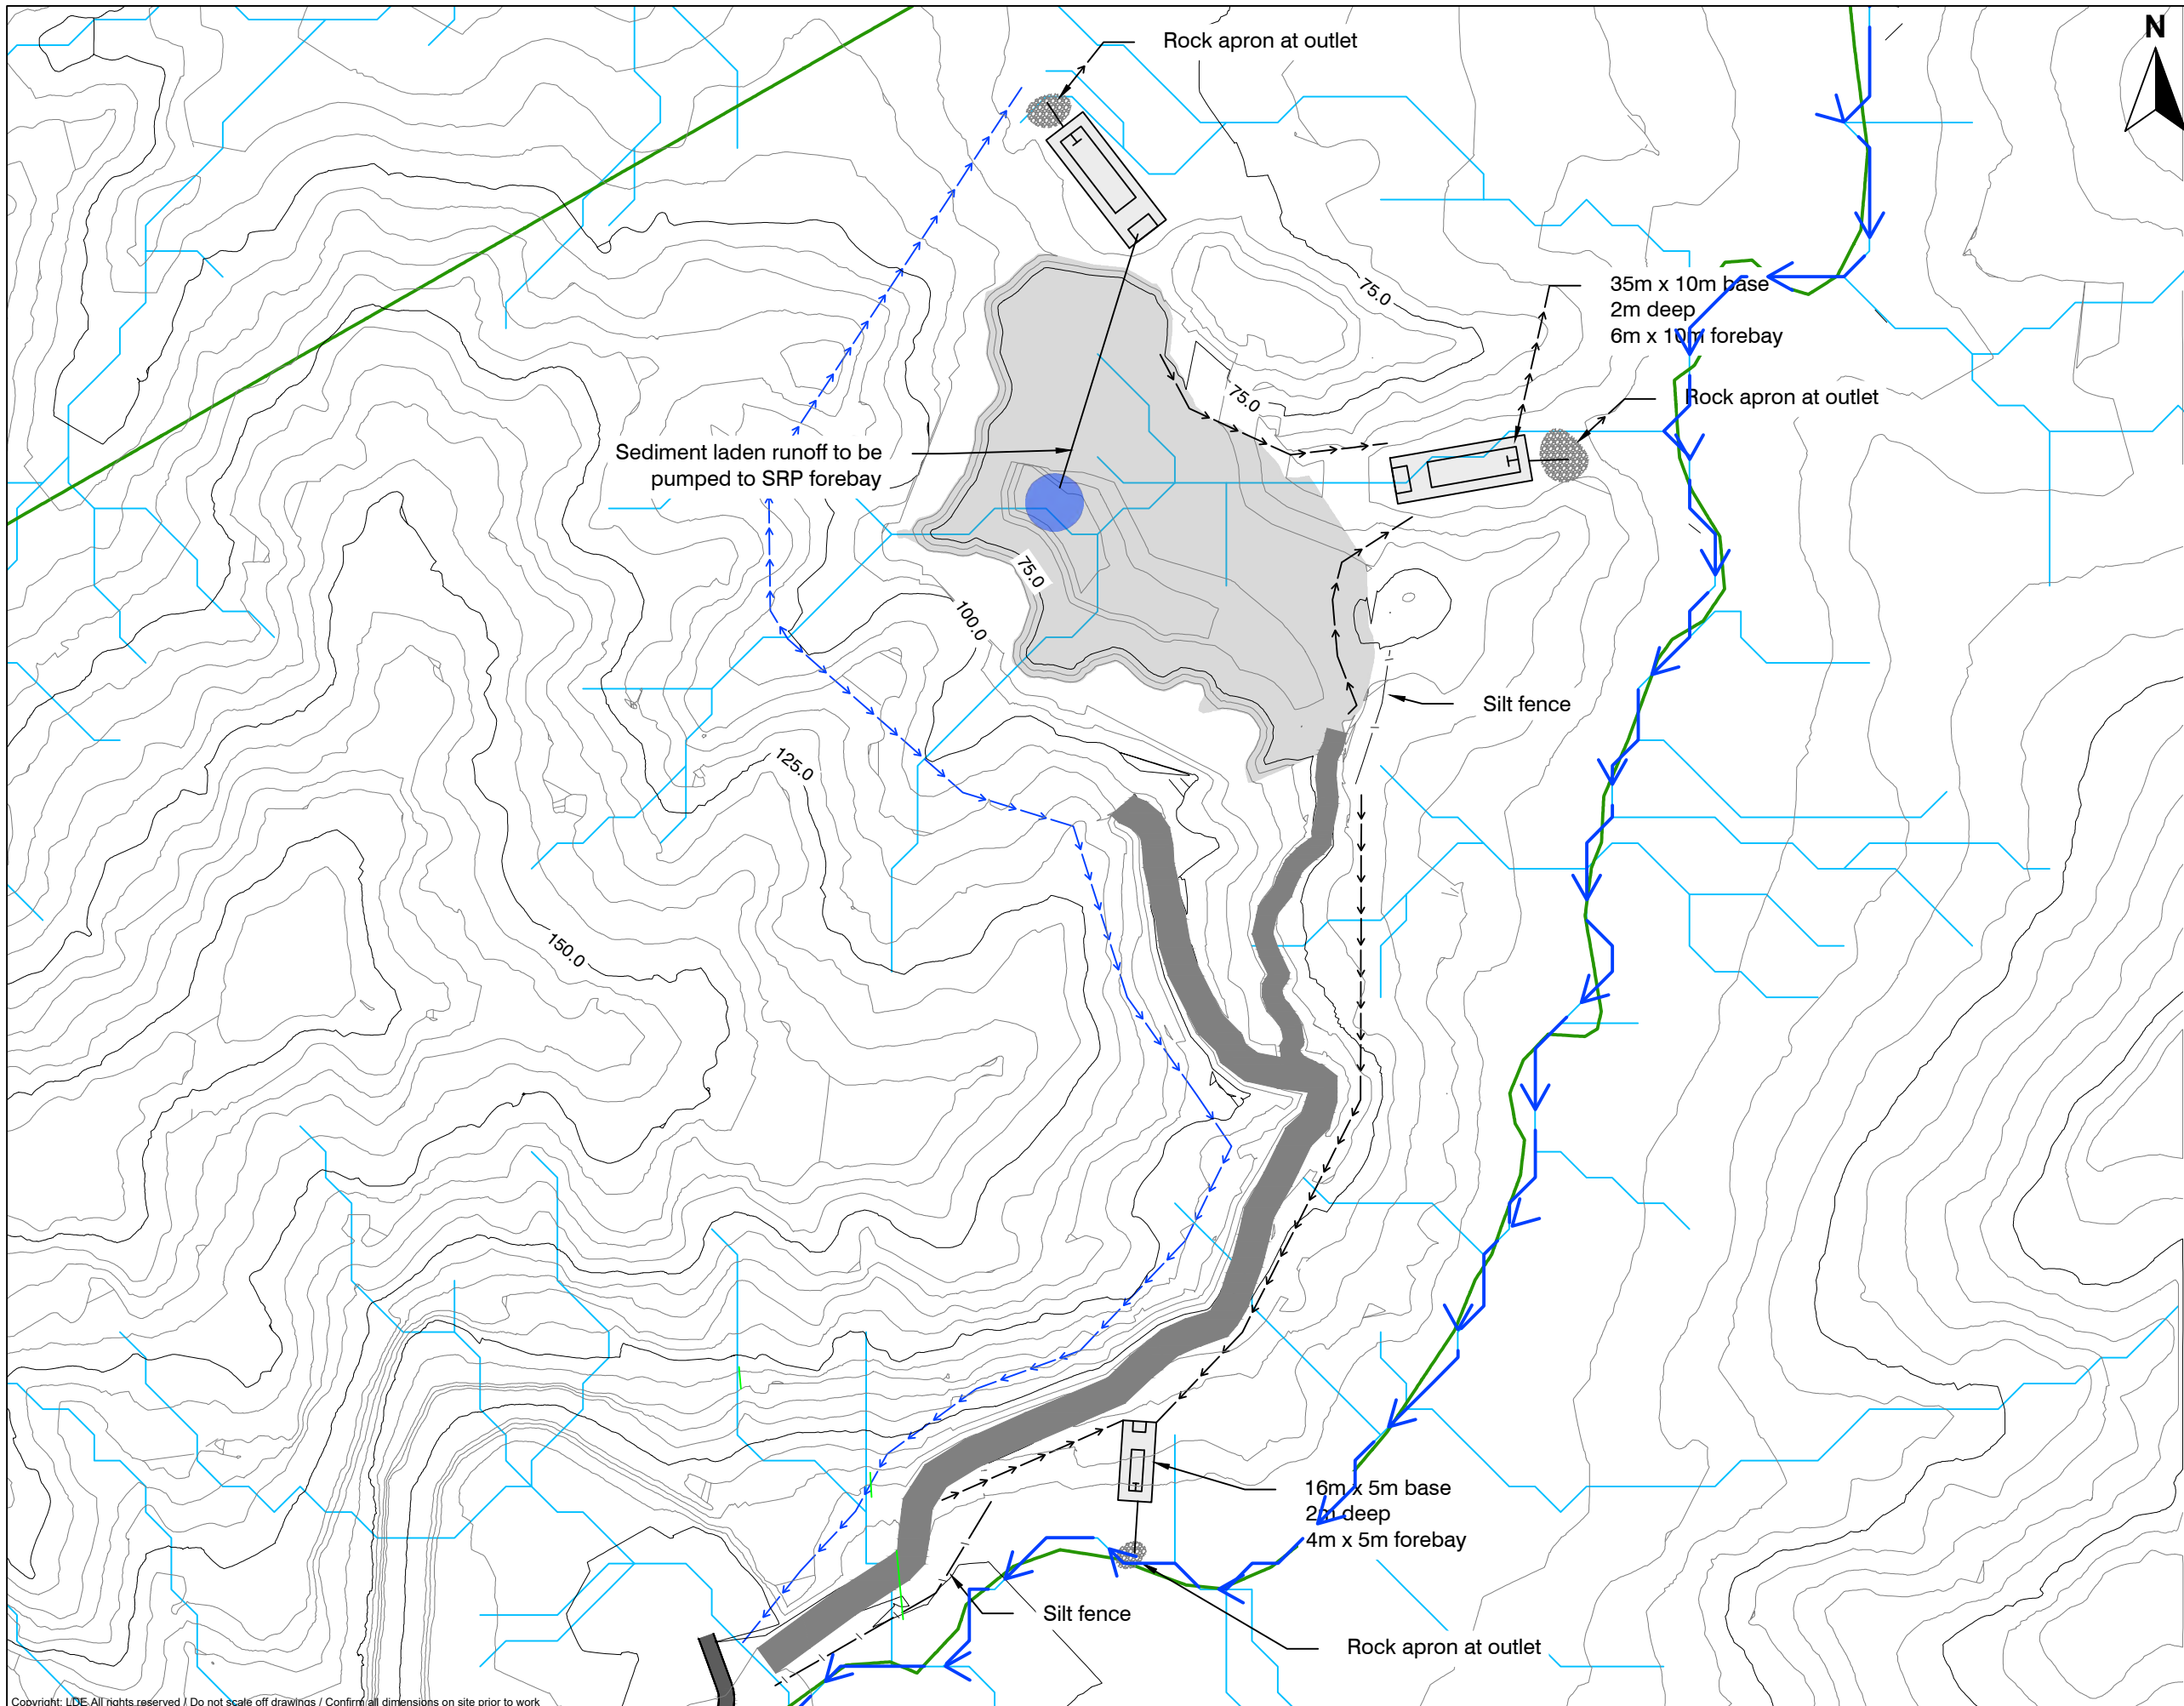 N
Rock apron at outlet
75.0
35m x 10m base
2m deep
6m x 10m forebay
75.0
Rock apron at outlet
Sediment laden runoff to be
pumped to SRP forebay
75.0
100.0
Silt fence
125.0
150.0
16m x 5m base
2m deep
4m x 5m forebay
Silt fence
Rock apron at outlet
Copyright: LDE All rights reserved / Do not scale off drawings / Confirm all dimensions on site prior to work